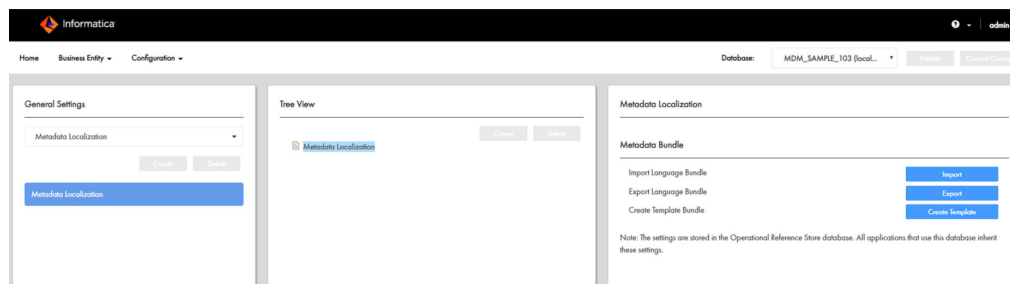 Informatica
admin
Home Business Entity Configuration Database: MDM_SAMPLE_103 (local... Publish
General Settings
Metadata Localization
Create Delete
Metadata Localization
Tree View
Create Delete
Metadata Localization
Metadata Localization
Metadata Bundle
Import Language Bundle Import
Export Language Bundle Export
Create Template Bundle Create Template
Note: The settings are stored in the Operational Reference Store database. All applications that use this database inherit
these settings.